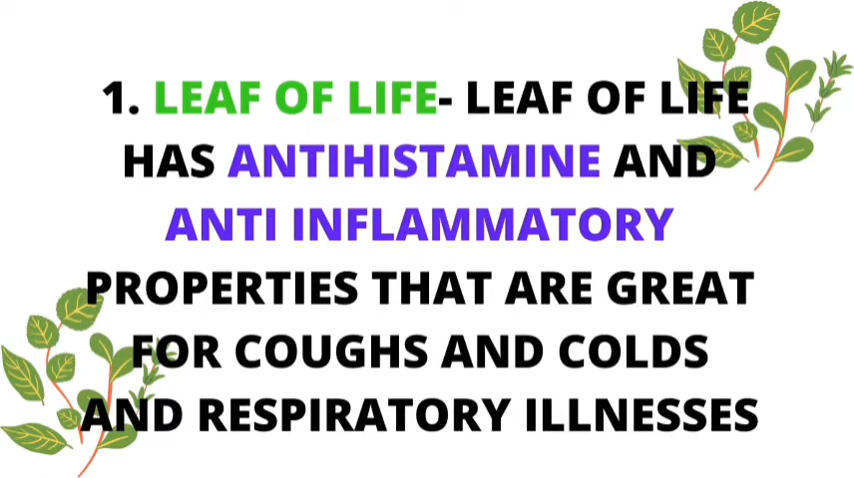 1. LEAF OF LIFE- LEAF OF LIFE
HAS ANTIHISTAMINE AND
ANTI INFLAMMATORY
PROPERTIES THAT ARE GREAT
FOR COUGHS AND COLDS
AND RESPIRATORY ILLNESSES